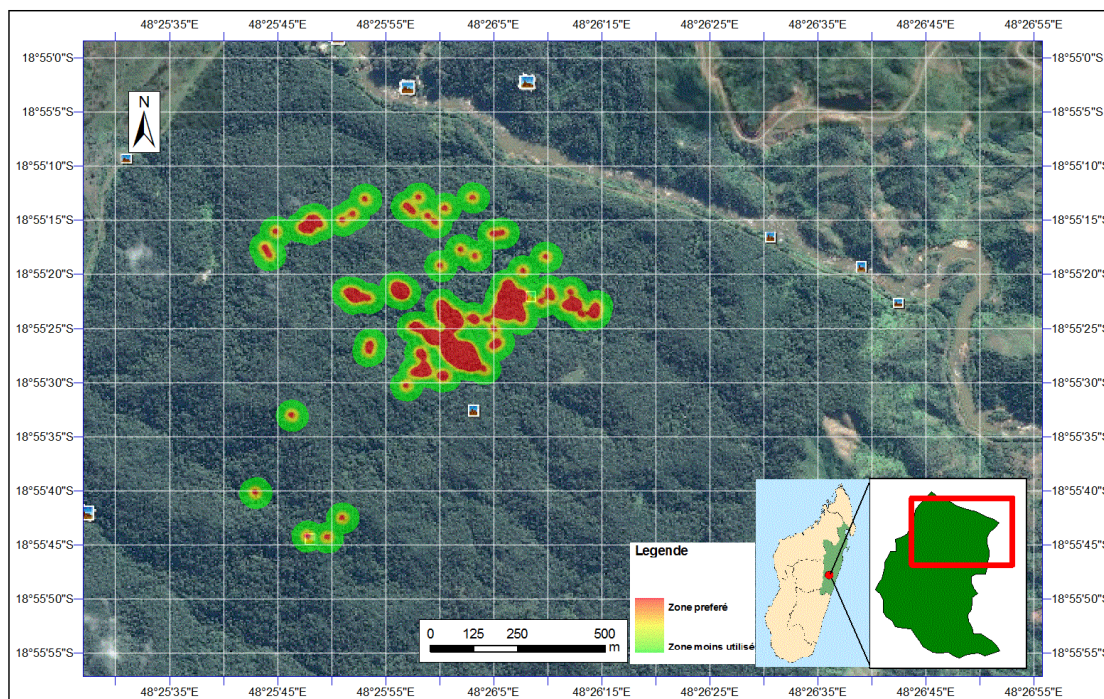 48°25'35"E 48°25'45"E 48°25'55"E 48°26'5"E 48°26'15"E 48°26'25"E 48°26'35"E 48°26'45"E 48°26'55"E
18°55'0"S 18°55'0"S
18°55'5"S 18°55'5"S
N
18°55'10"S 18°55'10"S
18°55'15"S 18°55'15"S
18°55'20"S 18°55'20"S
18°55'25"S 18°55'25"S
18°55'30"S 18°55'30"S
18°55'35"S 18°55'35"S
18°55'40"S 18°55'40"S
18°55'45"S 18°55'45"S
Legende
Zone preferé
Zone moins utilisé
18°55'50"S 18°55'50"S
0 125 250 500
m
18°55'55"S 18°55'55"S
48°25'35"E 48°25'45"E 48°25'55"E 48°26'5"E 48°26'15"E 48°26'25"E 48°26'35"E 48°26'45"E 48°26'55"E